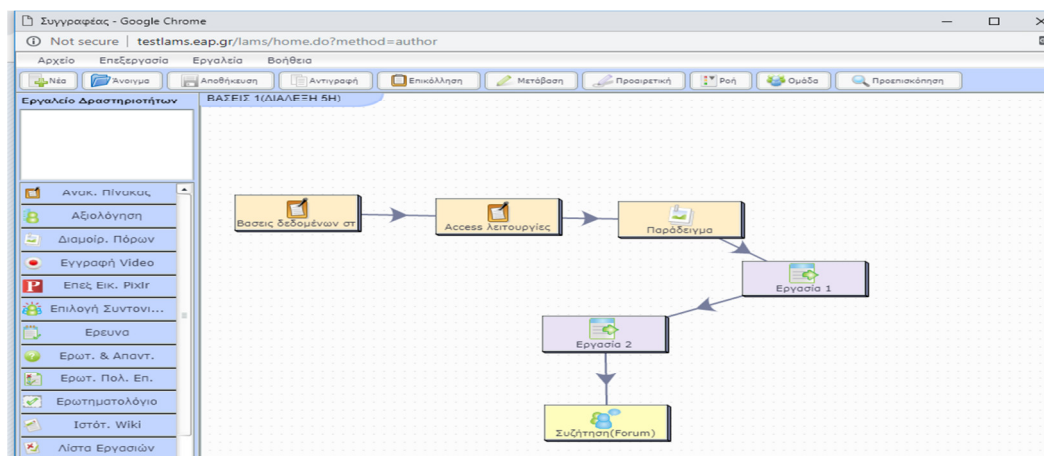 Συγγραφέας - Google Chrome
Not secure | testlams.eap.gr/lams/home.do?method=author
Αρχείο Επεξεργασία Εργαλεία Βοήθεια
Νέα Άνοιγμα Αποθήκευση Αντιγραφή Επικόλληση Μετάβαση Προαιρετική Ροή Ομάδα Προεπισκόπηση
Εργαλείο Δραστηριοτήτων
ΒΑΣΕΙΣ 1(ΔΙΑΛΕΞΗ 5Η)
Ανακ. Πίνακας
Αξιολόγηση
Διαμοίρ. Πόρων
Εγγραφή Video
Επεξ Εικ. Pixlr
Επιλογή Συντονι...
Ερευνα
Ερωτ. & Απαντ.
Ερωτ. Πολ. Επ.
Ερωτηματολόγιο
Ιστότ. Wiki
Λίστα Εργασιών
Βασεις δεδομένων στ
Access λειτουργίες
Παράδειγμα
Εργασία 1
Εργασία 2
Συζήτηση(Forum)